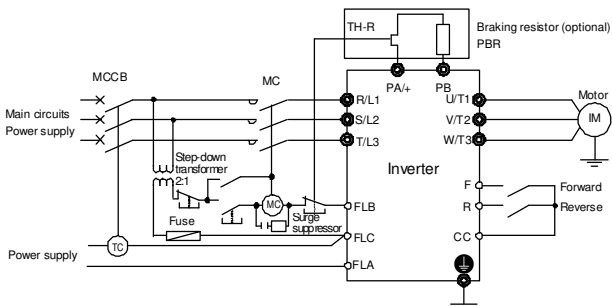 TH-R
Braking resistor (optional)
PBR
MCCB
MC
PA/+
PB
Motor
R/L1
U/T1
Main circuits
Power supply
S/L2
V/T2
IM
T/L3
W/T3
Step-down
transformer
2:1
Inverter
F
Forward
MC
FLB
R
Reverse
Surge
suppressor
Fuse
FLC
CC
TC
Power supply
FLA